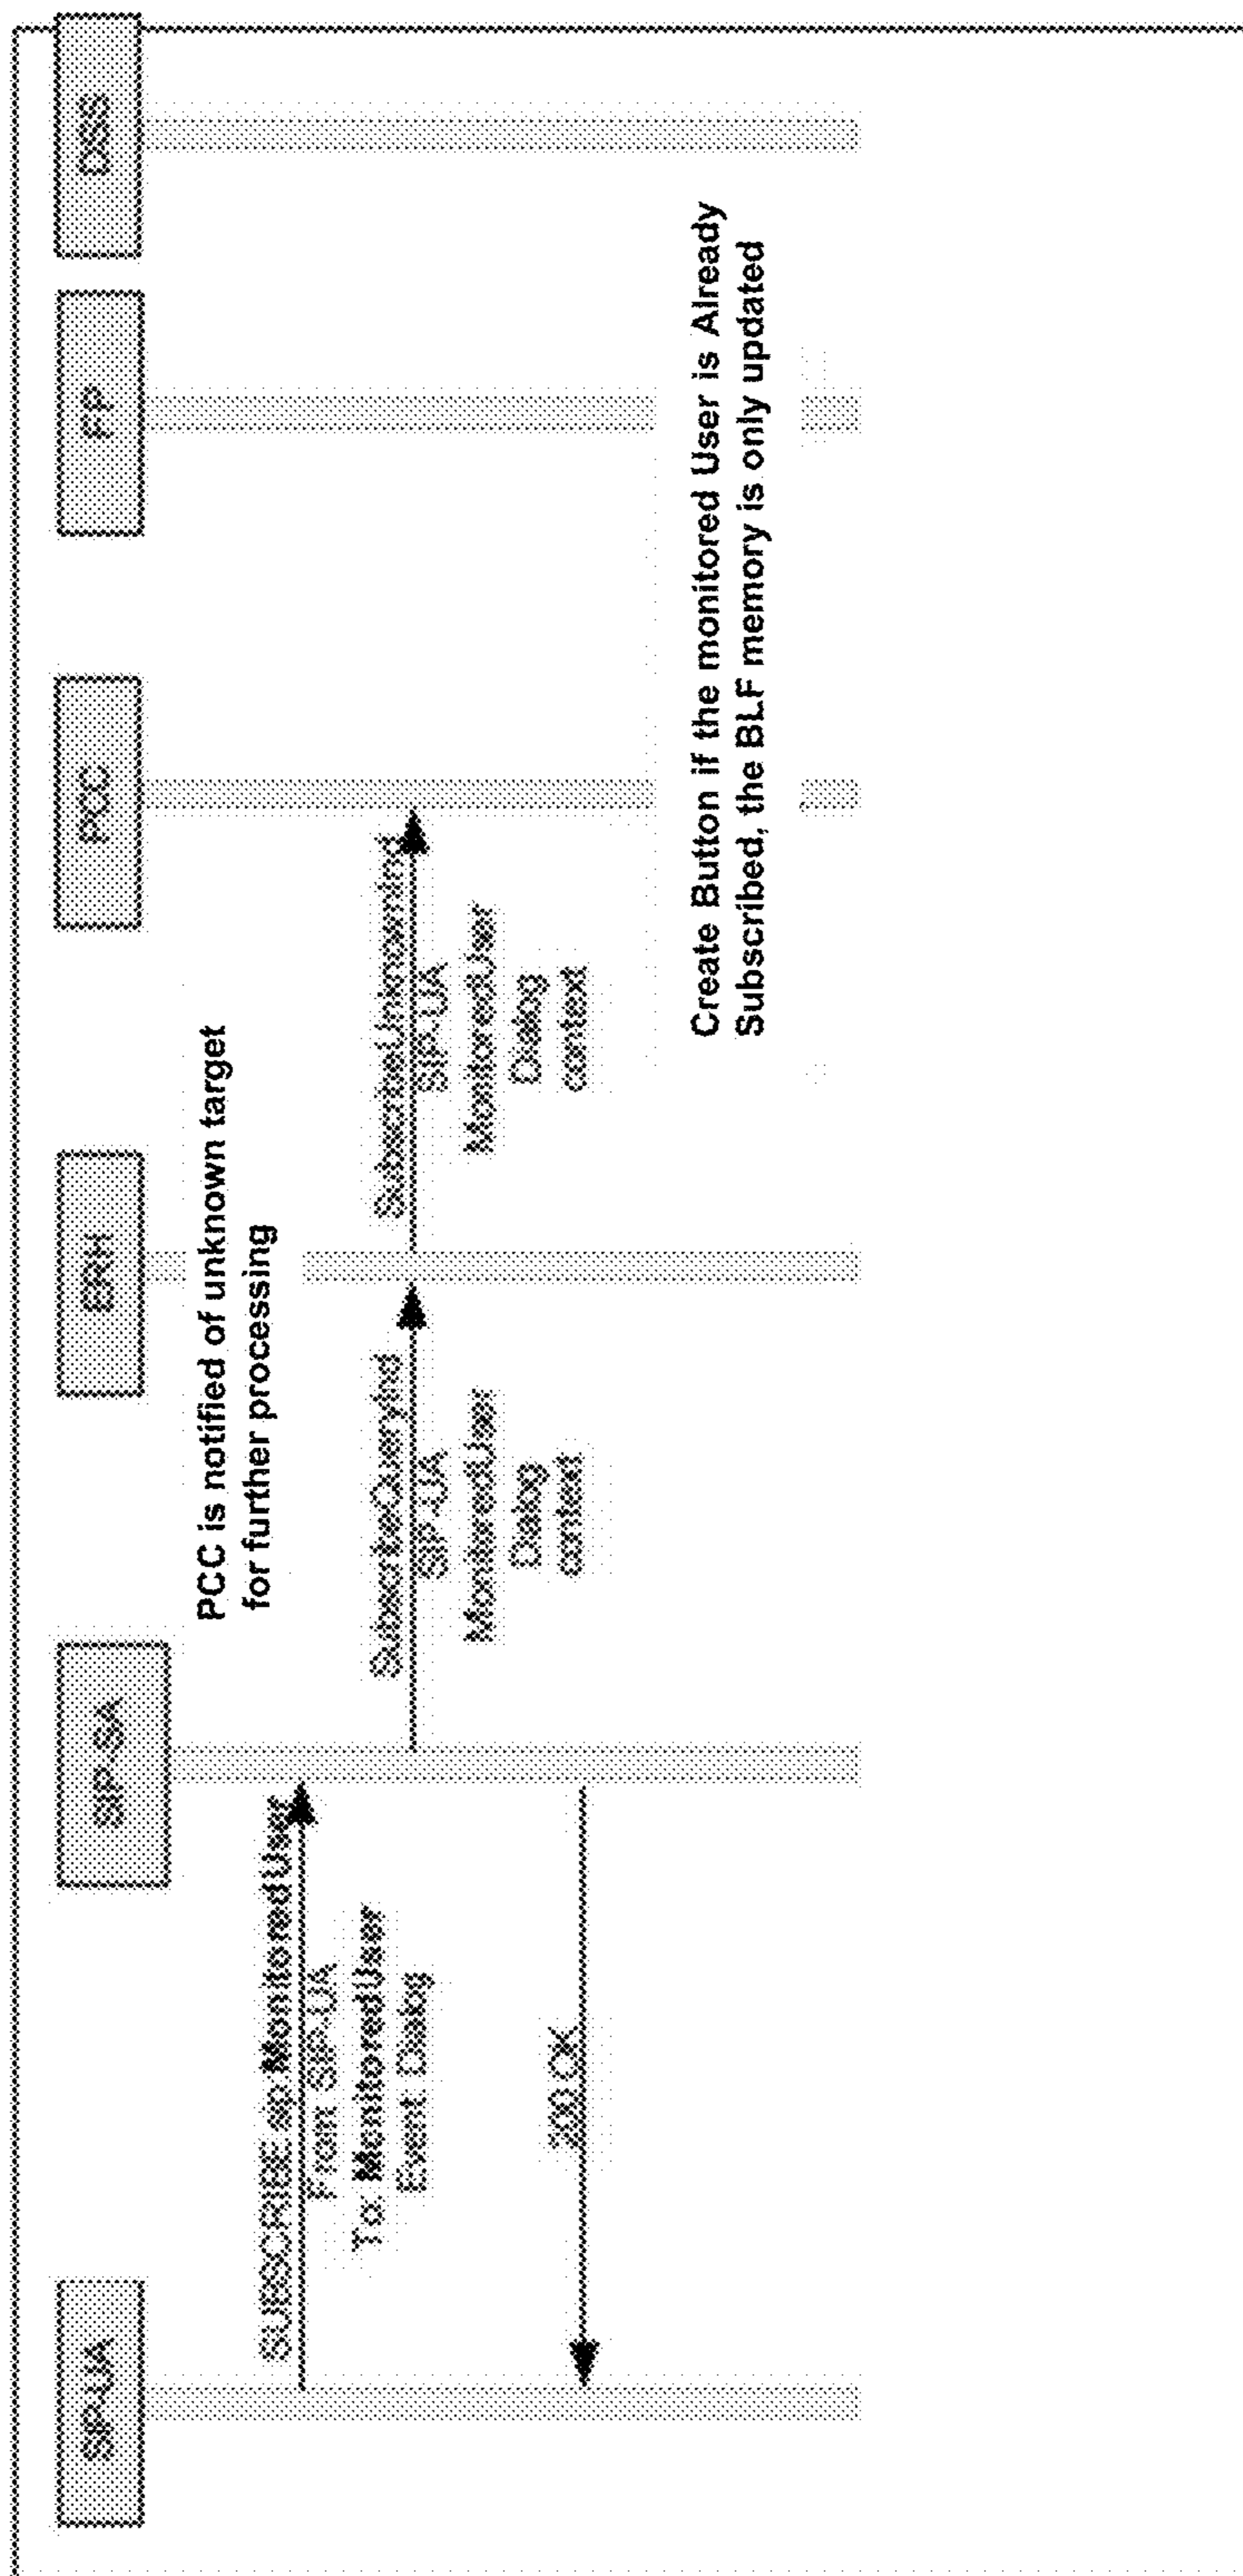 SIP-UA
SIP-SA
ERH
PCC
FP
DSS
PCC is notified of unknown target
for further processing
SUBSCRIBE sip:MonitoredUser
From: SIP-UA
To: MonitoredUser
Event: Dialog
SubscribeQueryInd
SIP-UA
MonitoredUser
Dialog
context
SIP-UA
MonitoredUser
Dialog
context
200 OK
Create Button if the monitored User is Already
Subscribed, the BLF memory is only updated